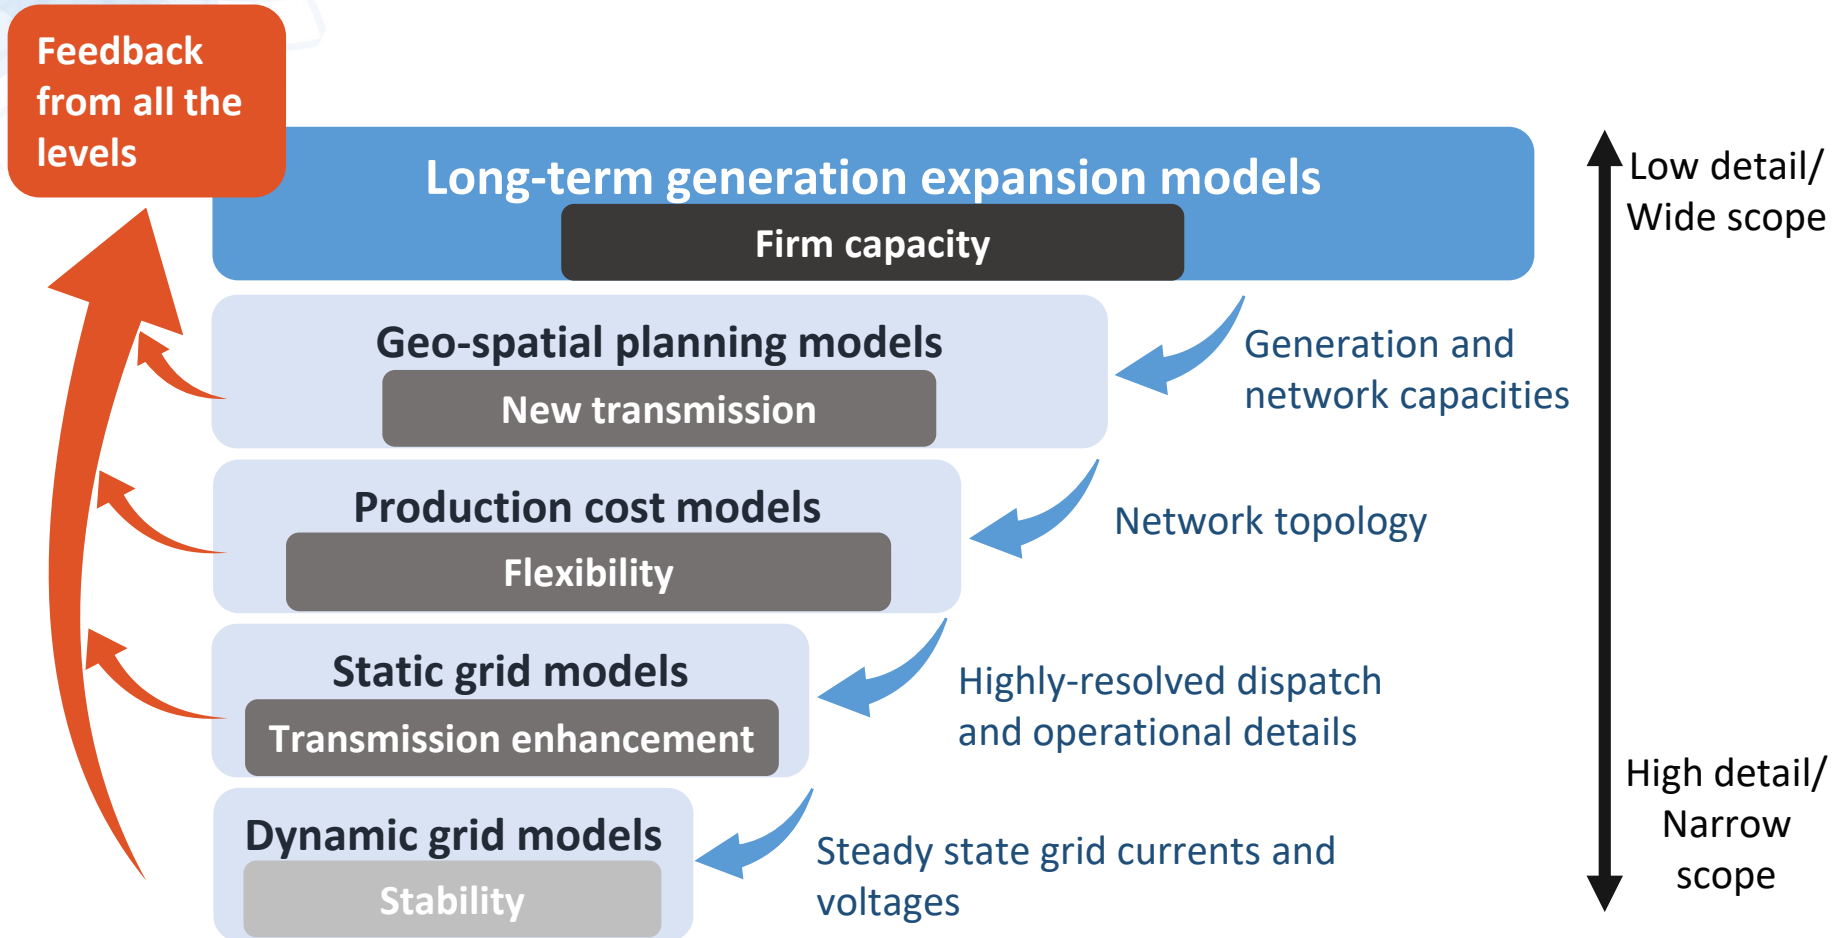 Feedback
from all the
levels
Long-term generation expansion models
Firm capacity
Low detail/
Wide scope
Geo-spatial planning models
New transmission
Generation and
network capacities
Production cost models
Flexibility
Network topology
Static grid models
Transmission enhancement
Highly-resolved dispatch
and operational details
Dynamic grid models
Stability
Steady state grid currents and
voltages
High detail/
Narrow
scope